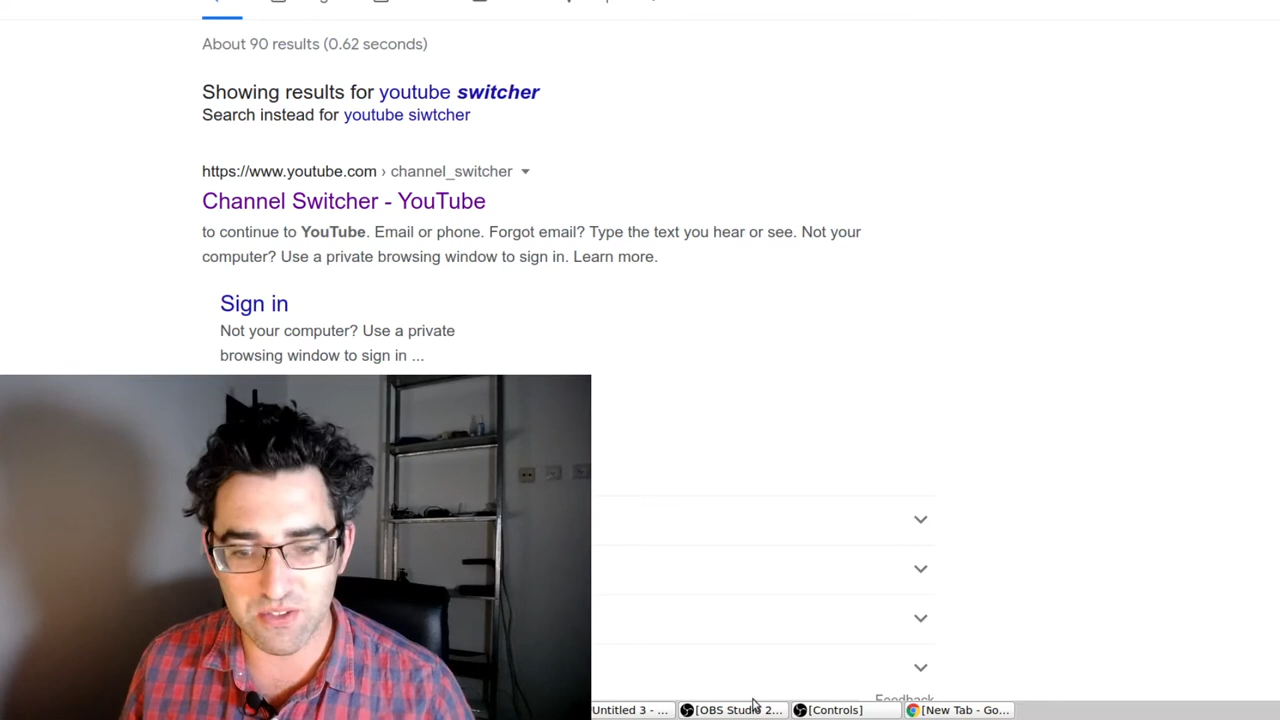 About 90 results (0.62 seconds)
Showing results for youtube switcher
Search instead for youtube siwtcher
https://www.youtube.com › channel_switcher
Channel Switcher - YouTube
to continue to YouTube. Email or phone. Forgot email? Type the text you hear or see. Not your
computer? Use a private browsing window to sign in. Learn more.
Sign in
Not your computer? Use a private
browsing window to sign in ...
Feedback
Untitled 3 - ... [OBS Studio 2... [Controls] [New Tab - Go...